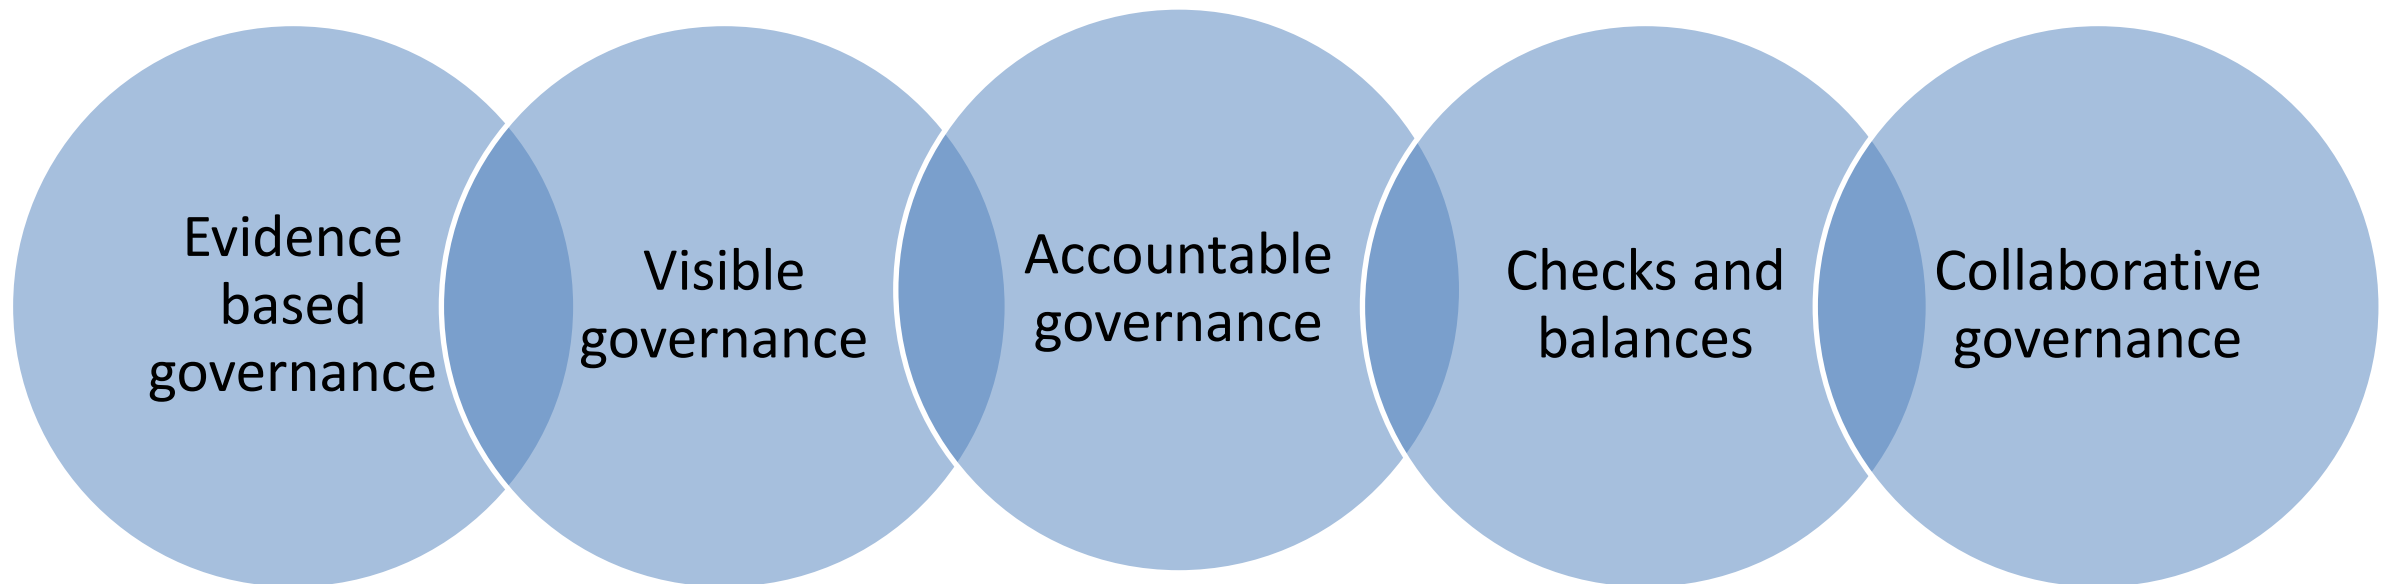 Evidence
based
governance
Visible
governance
Accountable
governance
Checks and
balances
Collaborative
governance